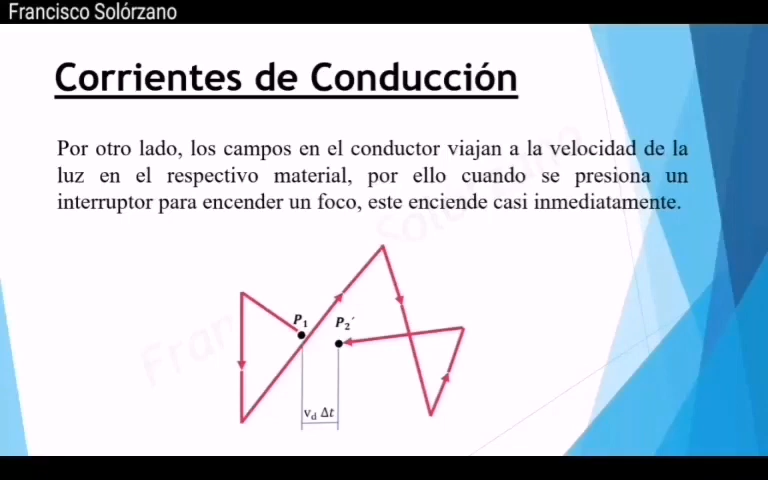 Francisco Solórzano
Corrientes de Conducción
Por otro lado, los campos en el conductor viajan a la velocidad de la
luz en el respectivo material, por ello cuando se presiona un
interruptor para encender un foco, este enciende casi inmediatamente.
P₁
P₂´
v_d Δt